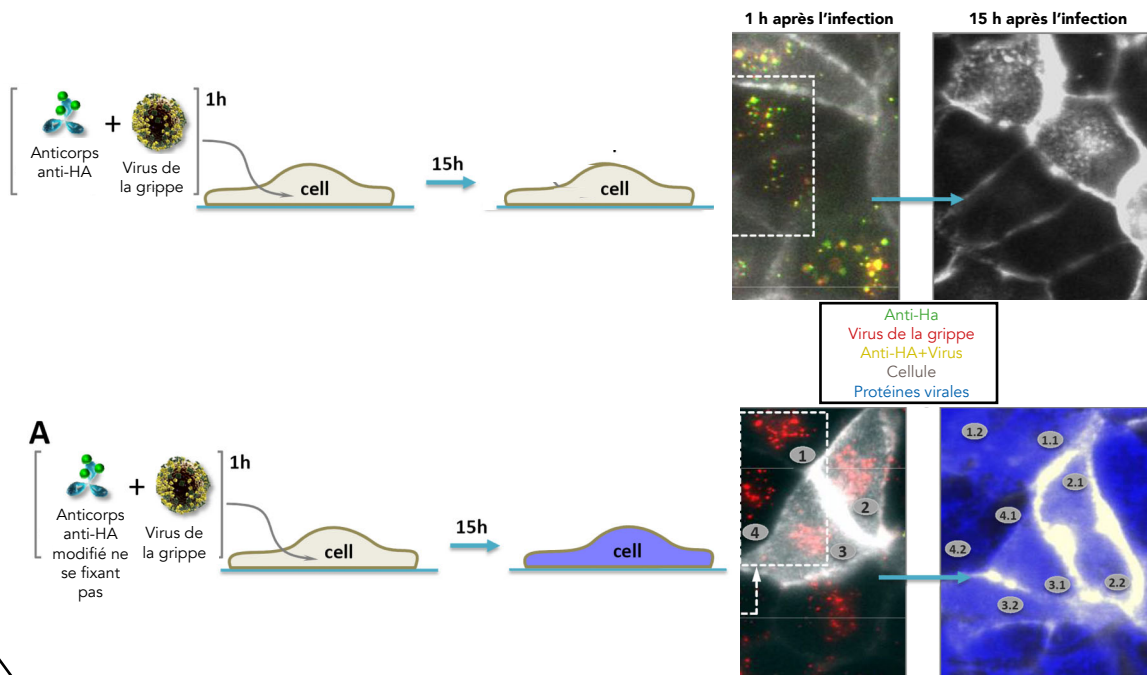 1 h après l’infection
15 h après l’infection
1h
+
Anticorps
anti-HA
Virus de
la grippe
cell
15h
cell
Anti-Ha
Virus de la grippe
Anti-HA+Virus
Cellule
Protéines virales
A
1h
+
Anticorps
anti-HA
modifié ne
se fixant
pas
Virus de
la grippe
cell
15h
cell
1
2
3
4
1.2
1.1
2.1
4.1
4.2
3.1
2.2
3.2